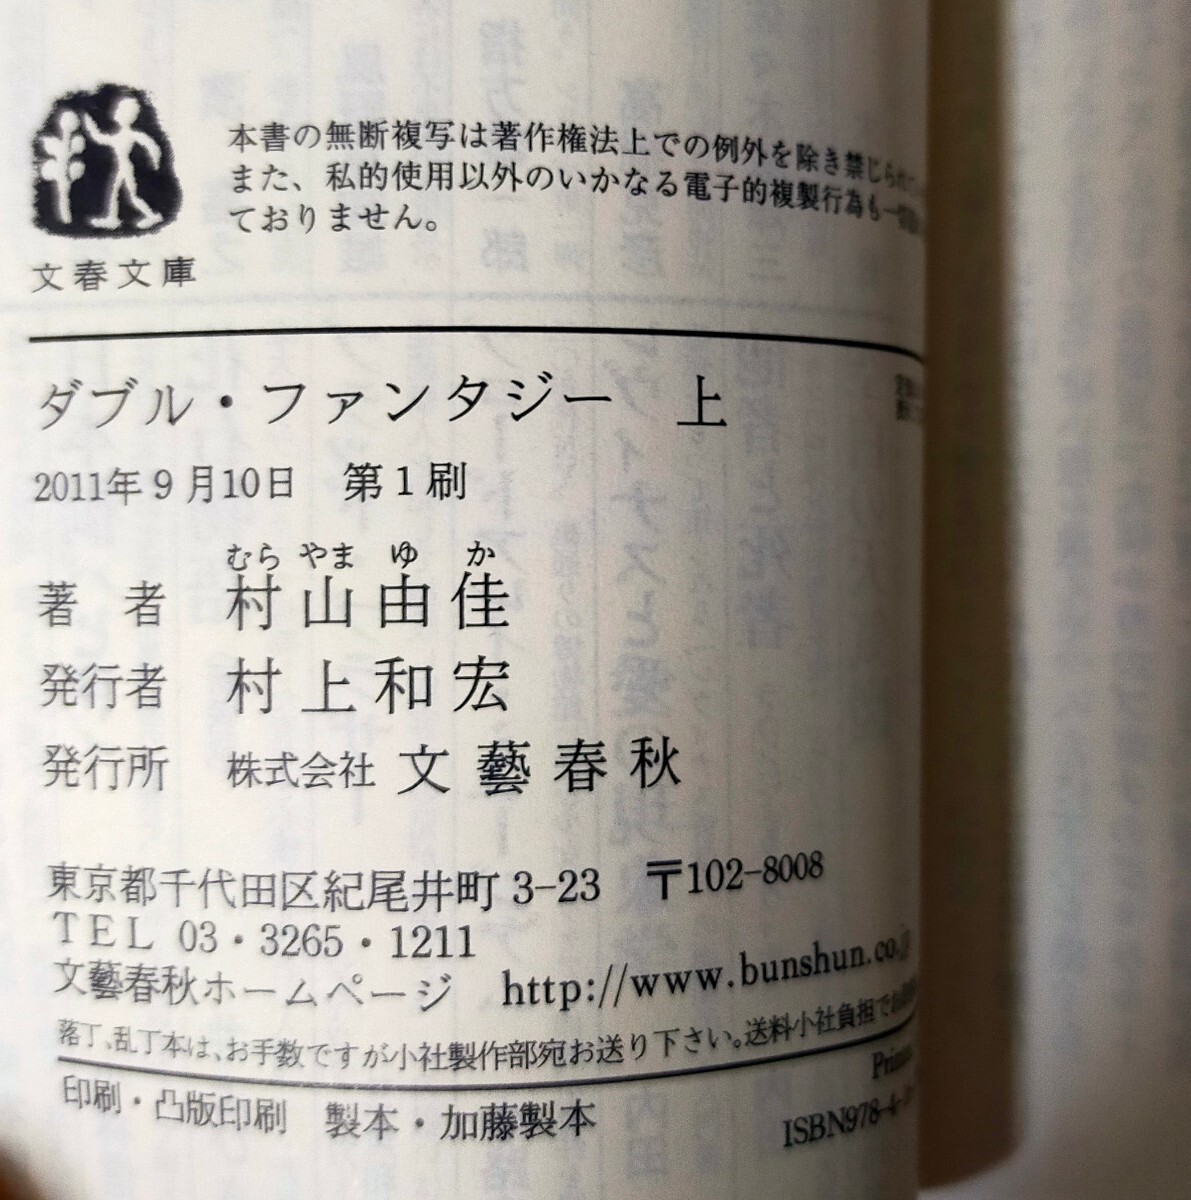 本書の無断複写は著作権法上での例外を除き禁じられて
また、私的使用以外のいかなる電子的複製行為も一切
ておりません。
文春文庫
ダブル・ファンタジー 上
定価
2011年9月10日 第1刷
むら やま ゆ か
著 者 村山由佳
発行者 村上和宏
発行所 株式会社 文藝春秋
東京都千代田区紀尾井町 3-23 〒102-8008
TEL 03・3265・1211
文藝春秋ホームページ http://www.bunshun.co.jp
落丁、乱丁本は、お手数ですが小社製作部宛お送り下さい。送料小社負担でお
印刷・凸版印刷 製本・加藤製本
Printed
ISBN978-4-